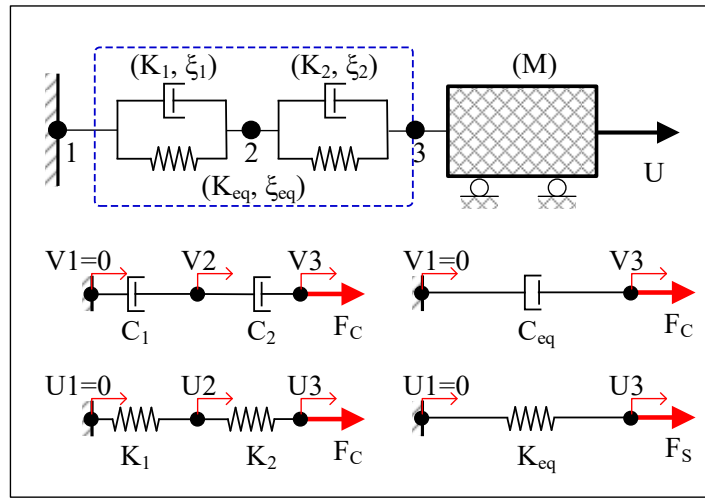 (K1, ξ1) (K2, ξ2) (M)
1 2 3
(Keq, ξeq) U
V1=0 V2 V3 V1=0 V3
C1 C2 FC Ceq FC
U1=0 U2 U3 U1=0 U3
K1 K2 FC Keq FS